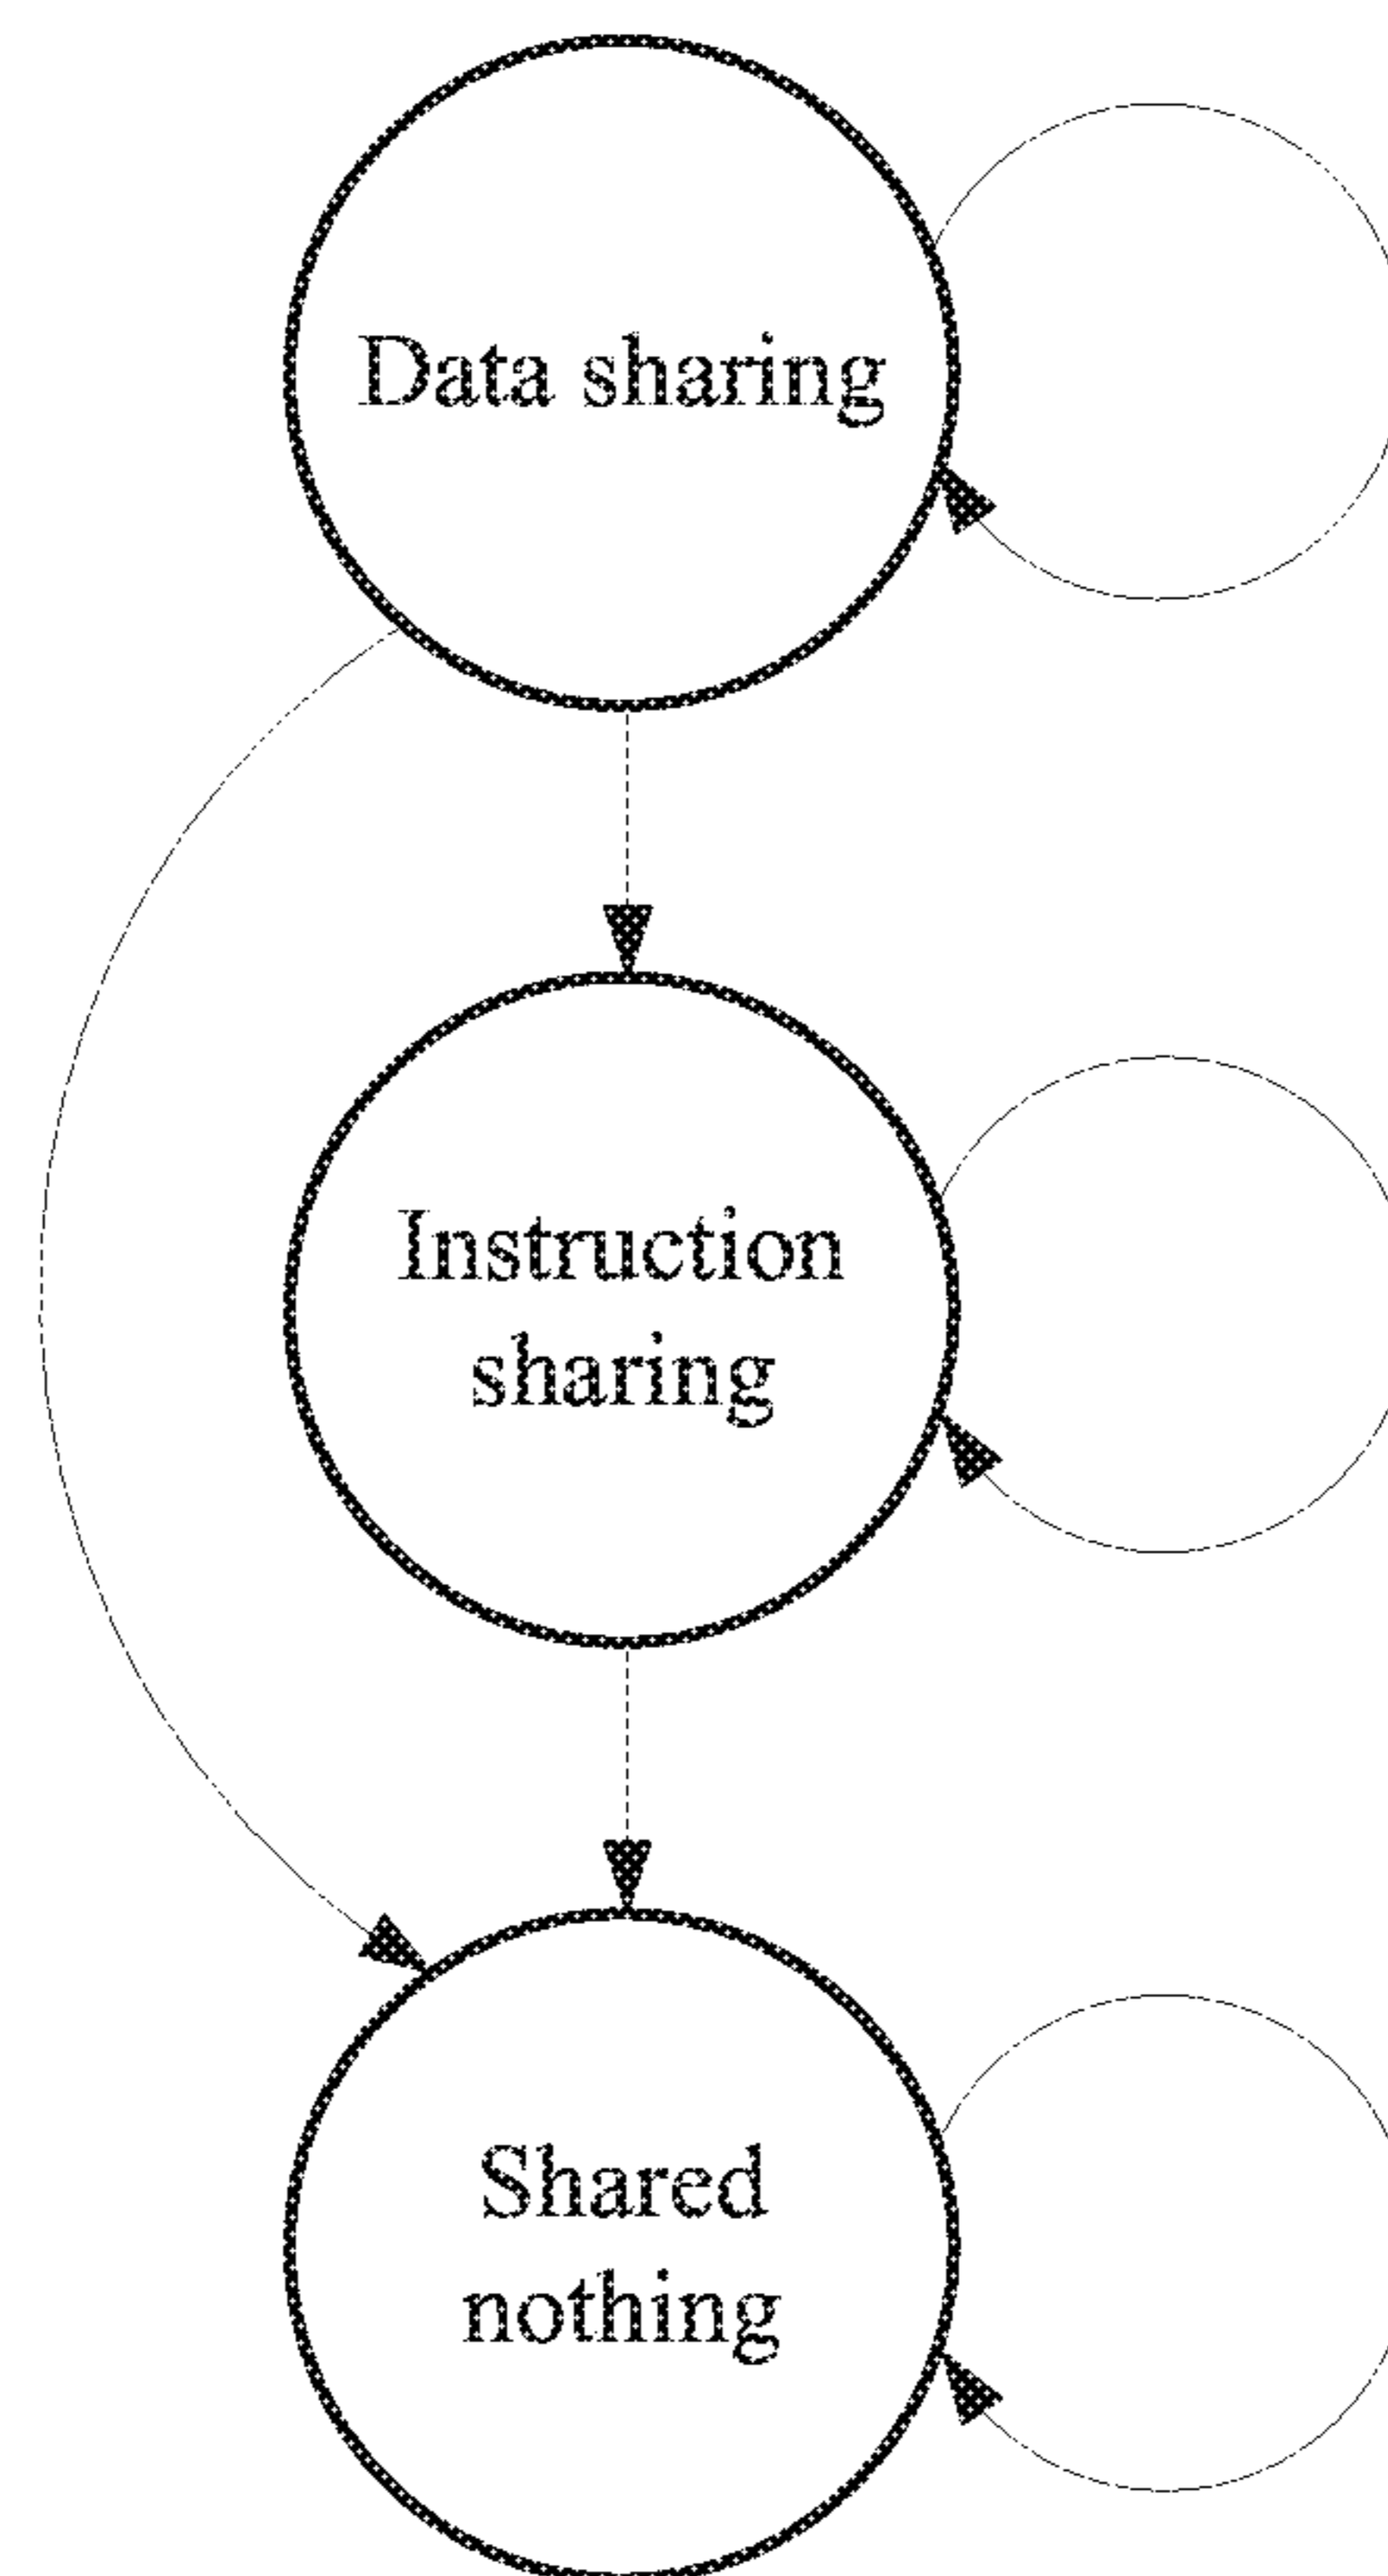 Data sharing
Instruction
sharing
Shared
nothing